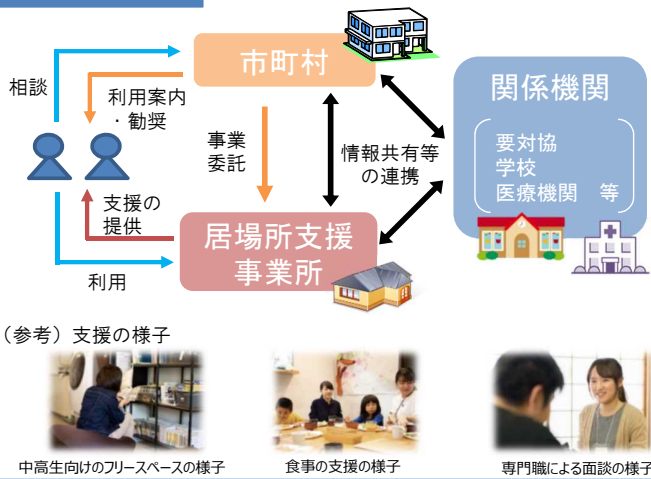 市町村
相談
利用案内
・勧奨
事業
委託
情報共有等
の連携
関係機関
要対協
学校
医療機関 等
支援の
提供
居場所支援
事業所
利用
（参考）支援の様子
中高生向けのフリースペースの様子
食事の支援の様子
専門職による面談の様子